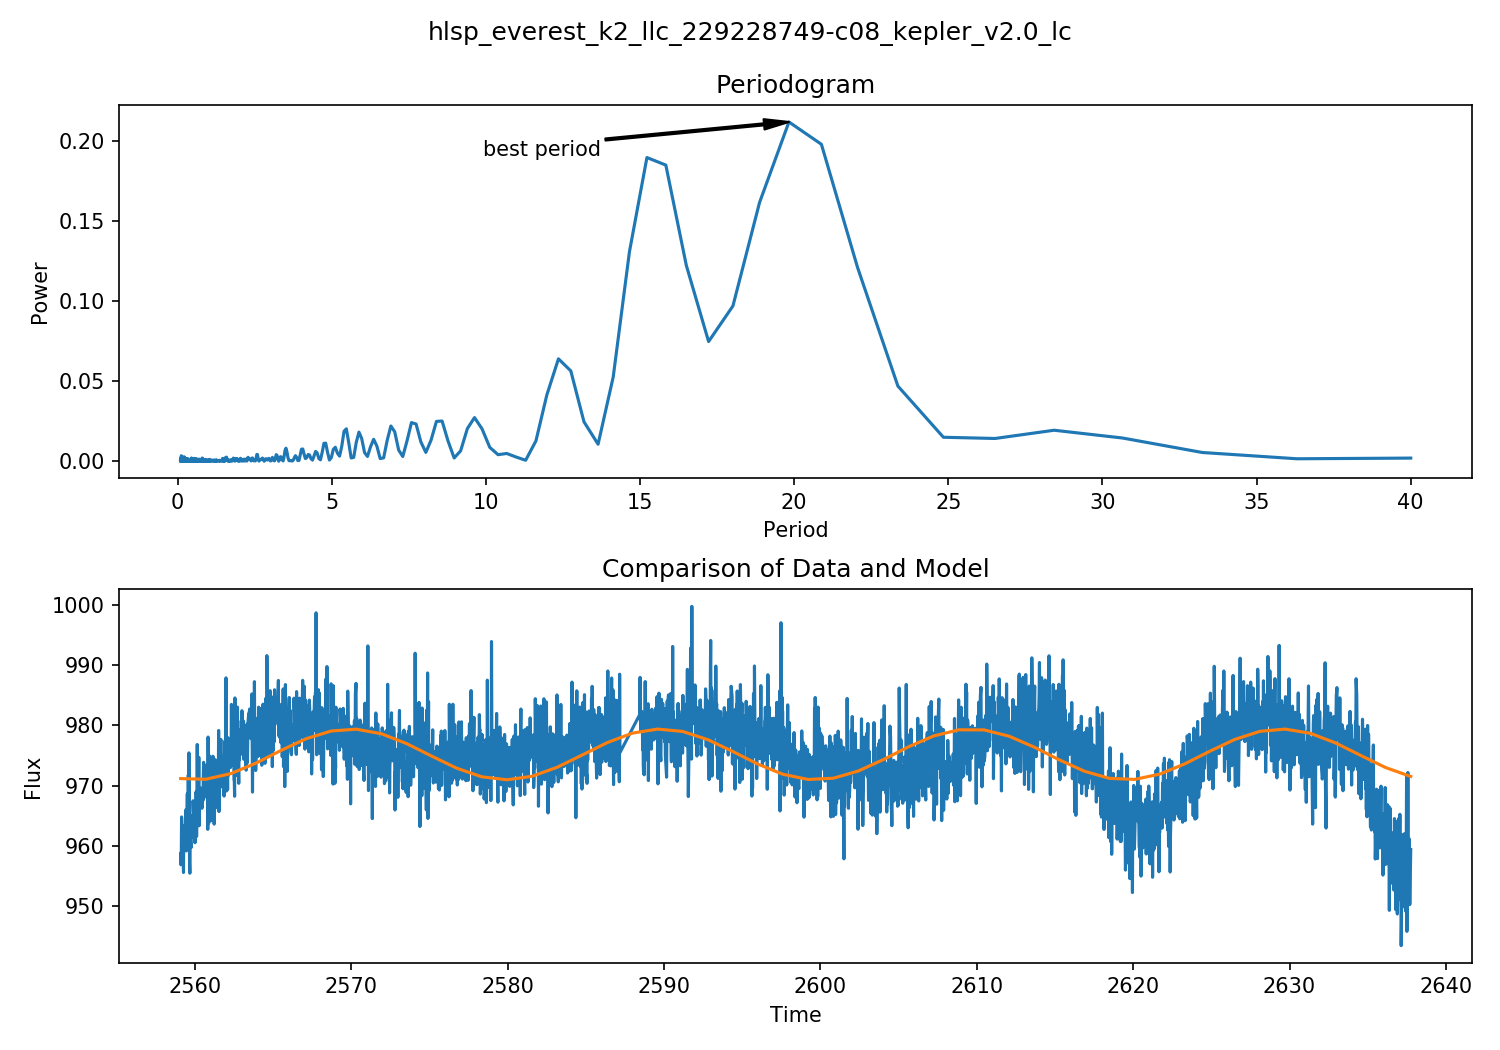 hlsp_everest_k2_llc_229228749-c08_kepler_v2.0_lc
Periodogram
best period
Power
0.20
0.15
0.10
0.05
0.00
0 5 10 15 20 25 30 35 40
Period
Comparison of Data and Model
Flux
1000
990
980
970
960
950
2560 2570 2580 2590 2600 2610 2620 2630 2640
Time